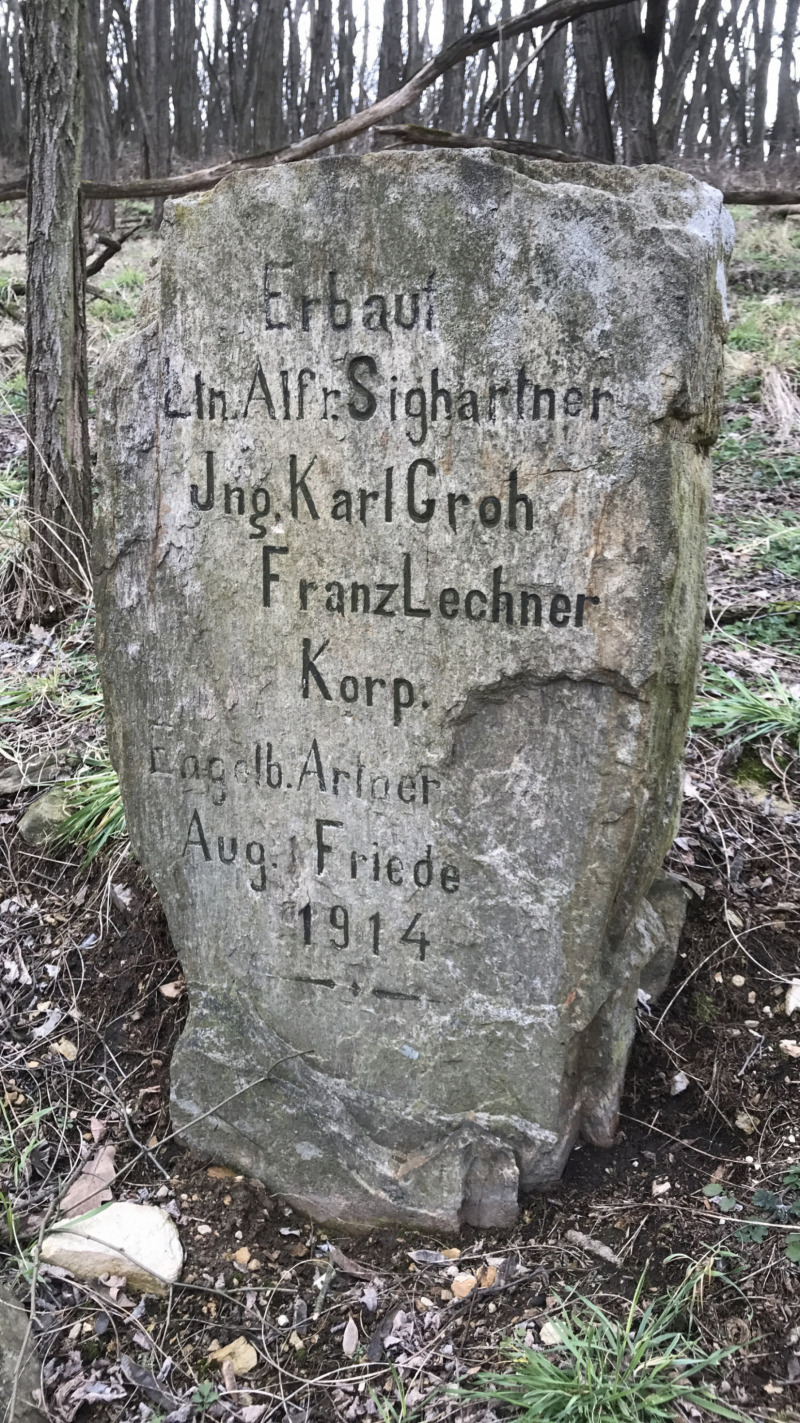 Erbaut
Ltn. Alfr. Sighartner
Jng. Karl Groh
Franz Lechner
Korp.
Engelb. Artner
Aug. Friede
1914